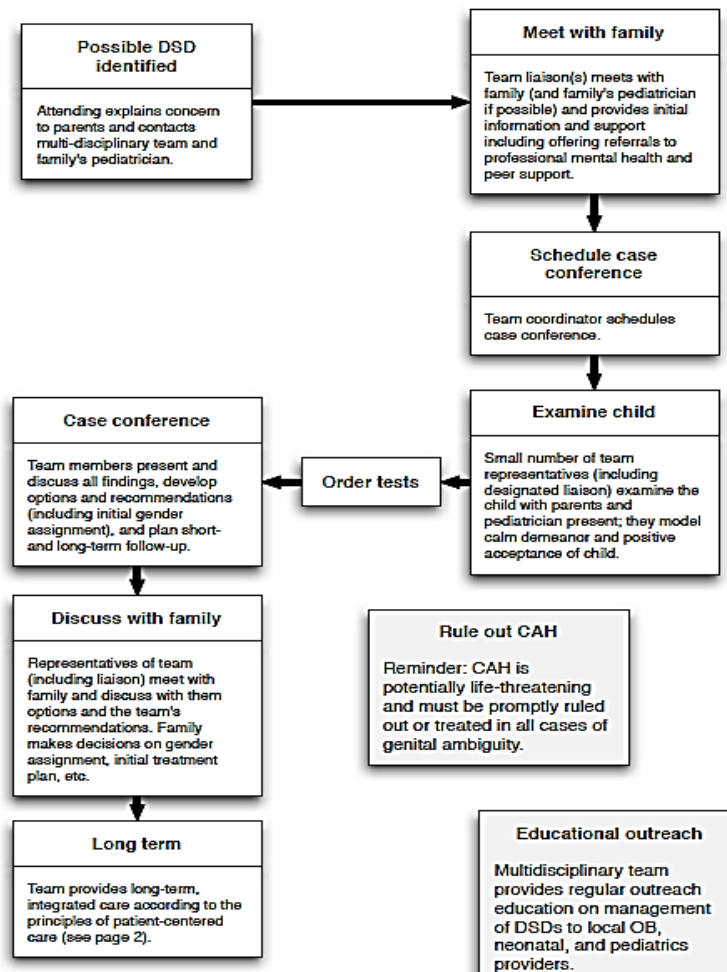 Possible DSD
identified
Attending explains concern
to parents and contacts
multi-disciplinary team and
family's pediatrician.
Meet with family
Team liaison(s) meets with
family (and family's pediatrician
if possible) and provides initial
information and support
including offering referrals to
professional mental health and
peer support.
Schedule case
conference
Team coordinator schedules
case conference.
Examine child
Small number of team
representatives (including
designated liaison) examine the
child with parents and
pediatrician present; they model
calm demeanor and positive
acceptance of child.
Order tests
Case conference
Team members present and
discuss all findings, develop
options and recommendations
(including initial gender
assignment), and plan short-
and long-term follow-up.
Discuss with family
Representatives of team
(including liaison) meet with
family and discuss with them
options and the team's
recommendations. Family
makes decisions on gender
assignment, initial treatment
plan, etc.
Long term
Team provides long-term,
integrated care according to the
principles of patient-centered
care (see page 2).
Rule out CAH
Reminder: CAH is
potentially life-threatening
and must be promptly ruled
out or treated in all cases of
genital ambiguity.
Educational outreach
Multidisciplinary team
provides regular outreach
education on management
of DSDs to local OB,
neonatal, and pediatrics
providers.